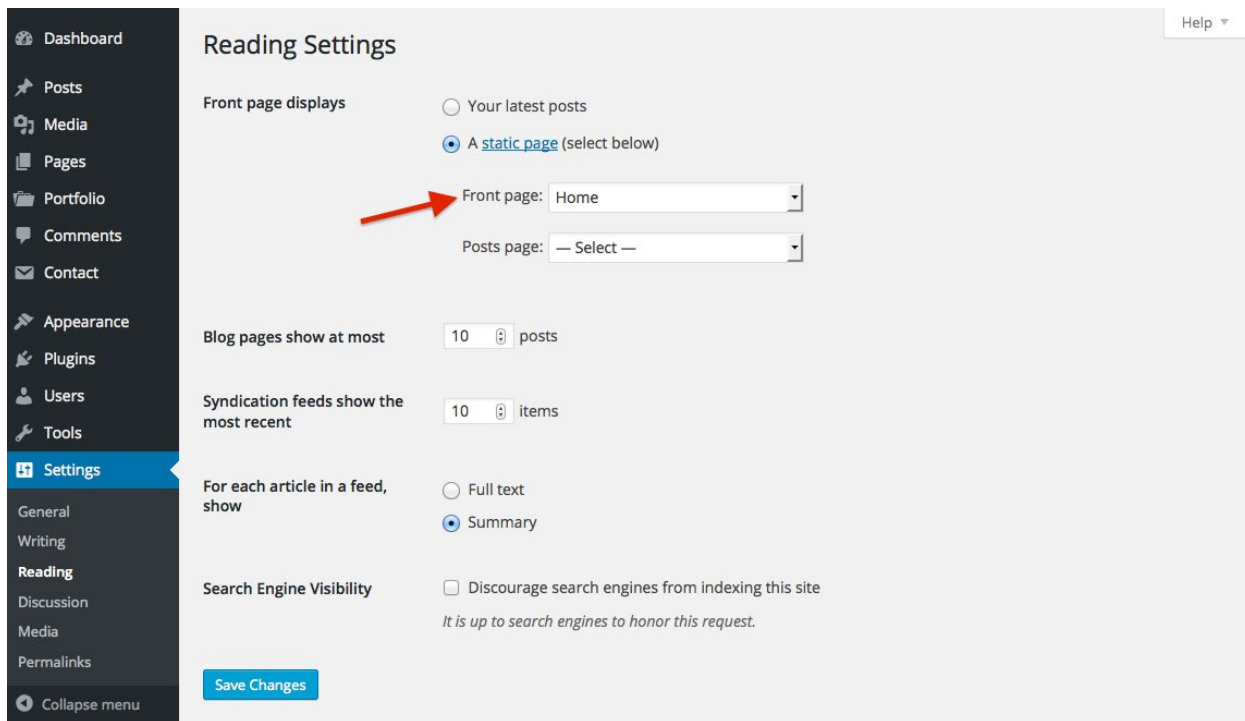 Help
Dashboard
Posts
Media
Pages
Portfolio
Comments
Contact
Appearance
Plugins
Users
Tools
Settings
General
Writing
Reading
Discussion
Media
Permalinks
Collapse menu
Reading Settings
Front page displays
Your latest posts
A static page (select below)
Front page: Home
Posts page: — Select —
Blog pages show at most 10 posts
Syndication feeds show the
most recent
10 items
For each article in a feed,
show
Full text
Summary
Search Engine Visibility
Discourage search engines from indexing this site
It is up to search engines to honor this request.
Save Changes